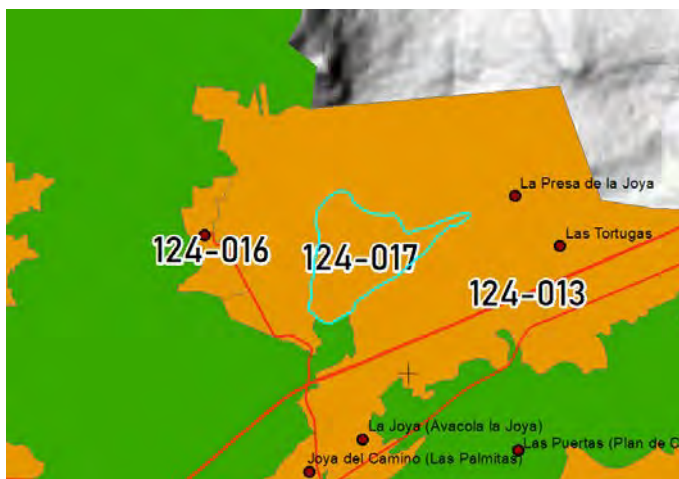 La Presa de la Joya
Las Tortugas
124-016
124-017
124-013
La Joya (Avacola la Joya)
Las Puertas (Plan de
Joya del Camino (Las Palmitas)